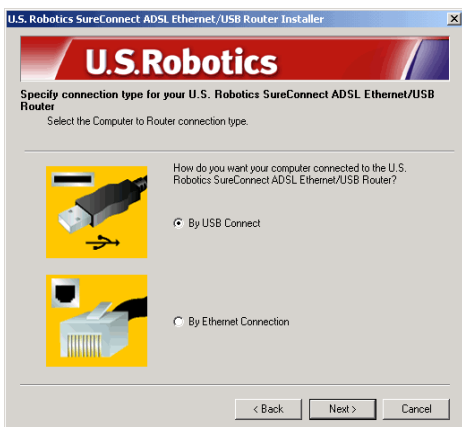 U.S. Robotics SureConnect ADSL Ethernet/USB Router Installer
U.S.Robotics
Specify connection type for your U.S. Robotics SureConnect ADSL Ethernet/USB
Router
Select the Computer to Router connection type.
How do you want your computer connected to the U.S.
Robotics SureConnect ADSL Ethernet/USB Router?
By USB Connect
By Ethernet Connection
< Back
Next >
Cancel